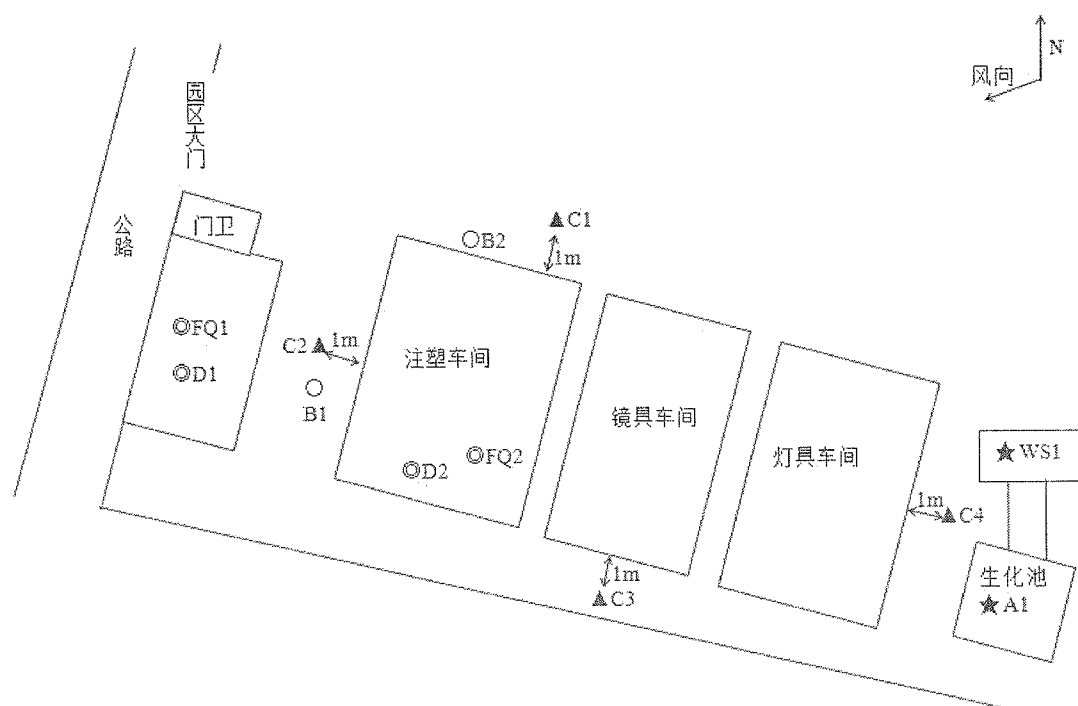 N
风向
园区大门
公路
门卫
▲C1
1m
○B2
◎FQ1
◎D1
C2▲
1m
○
B1
注塑车间
◎D2
◎FQ2
镜具车间
灯具车间
★WS1
1m
▲C4
1m
▲C3
生化池
★A1